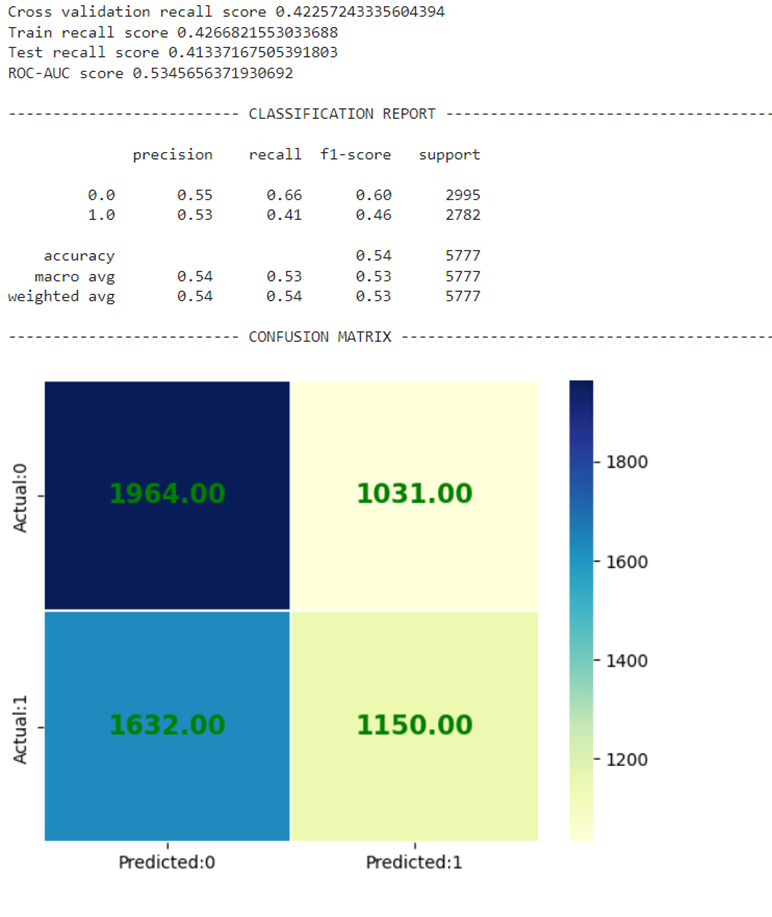 Cross validation recall score 0.42257243335604394
Train recall score 0.4266821553033688
Test recall score 0.41337167505391803
ROC-AUC score 0.5345656371930692
------------------------ CLASSIFICATION REPORT ----------------------------------
precision recall f1-score support
0.0 0.55 0.66 0.60 2995
1.0 0.53 0.41 0.46 2782
accuracy 0.54 5777
macro avg 0.54 0.53 0.53 5777
weighted avg 0.54 0.54 0.53 5777
------------------------ CONFUSION MATRIX ---------------------------------------
Actual:0
1964.00 1031.00
Actual:1
1632.00 1150.00
Predicted:0 Predicted:1
1800
1600
1400
1200